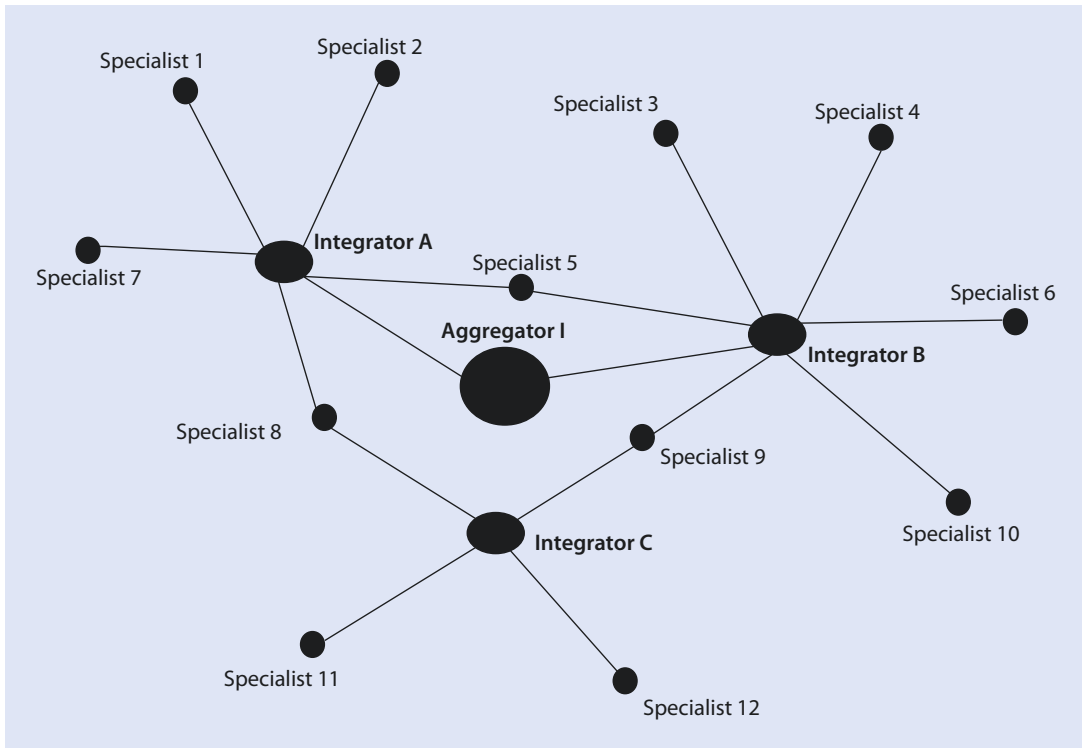 Specialist 2
Specialist 1
Specialist 3
Specialist 4
Integrator A
Specialist 5
Specialist 7
Specialist 6
Aggregator I
Integrator B
Specialist 8
Specialist 9
Specialist 10
Integrator C
Specialist 11
Specialist 12